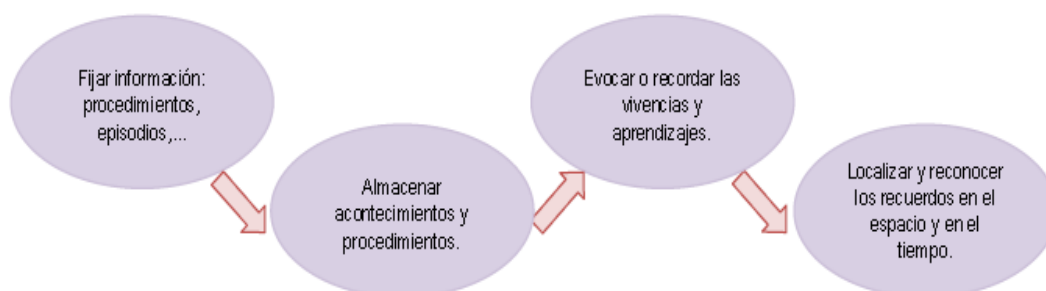 Fijar información:
procedimientos,
episodios,...
Almacenar
acontecimientos y
procedimientos.
Evocar o recordar las
vivencias y
aprendizajes.
Localizar y reconocer
los recuerdos en el
espacio y en el
tiempo.